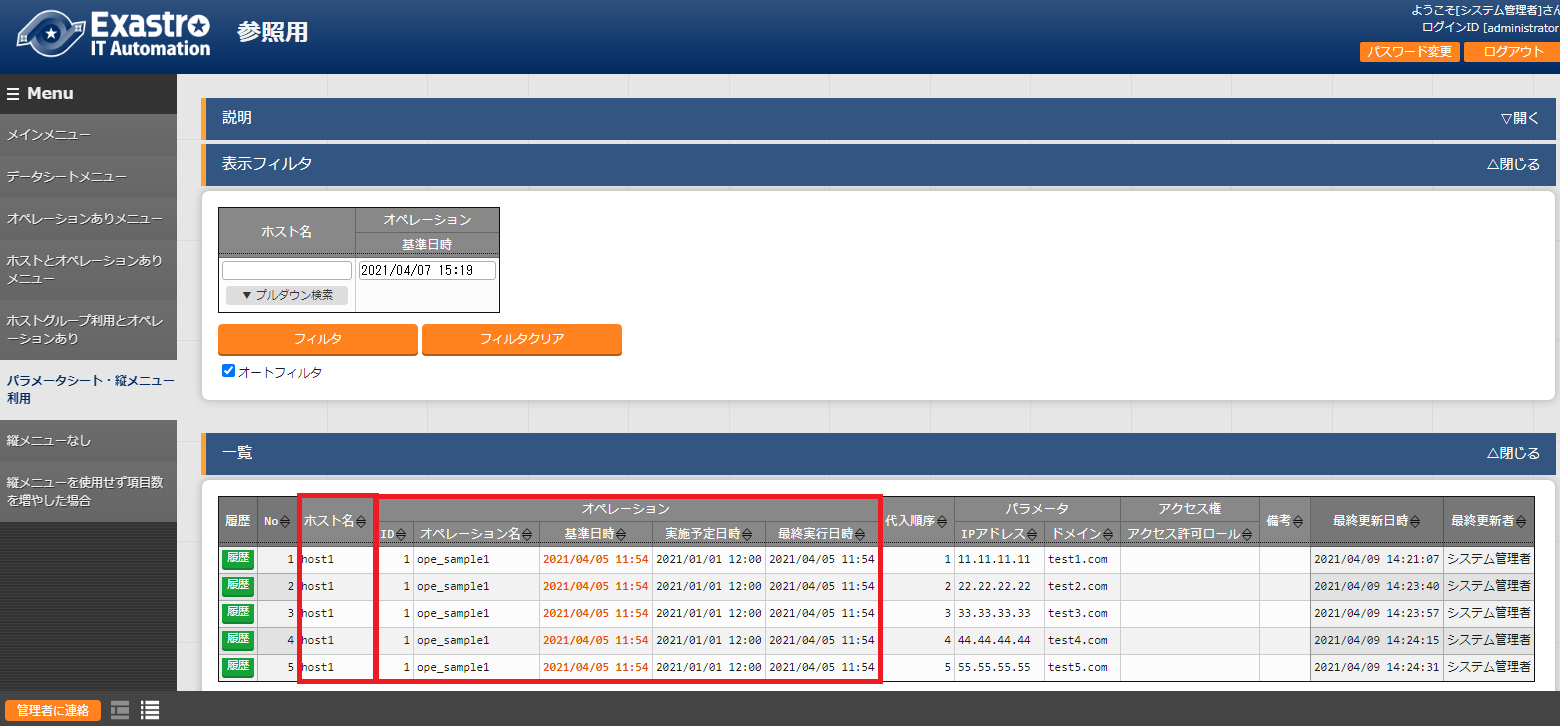 Exastro
IT Automation
参照用
ようこそ[システム管理者]さん
ログインID [administrator
パスワード変更
ログアウト
Menu
メインメニュー
データシートメニュー
オペレーションありメニュー
ホストとオペレーションあり
メニュー
ホストグループ利用とオペレ
ーションあり
パラメータシート・縦メニュー
利用
縦メニューなし
縦メニューを使用せず項目数
を増やした場合
説明 ▽開く
表示フィルタ △閉じる
ホスト名 オペレーション
基準日時
2021/04/07 15:19
▼ プルダウン検索
フィルタ フィルタクリア
オートフィルタ
一覧 △閉じる
履歴 No ホスト名 オペレーション 代入順序 パラメータ アクセス権 備考 最終更新日時 最終更新者
ID オペレーション名 基準日時 実施予定日時 最終実行日時 IPアドレス ドメイン アクセス許可ロール
履歴 1 host1 1 ope_sample1 2021/04/05 11:54 2021/01/01 12:00 2021/04/05 11:54 1 11.11.11.11 test1.com 2021/04/09 14:21:07 システム管理者
履歴 2 host1 1 ope_sample1 2021/04/05 11:54 2021/01/01 12:00 2021/04/05 11:54 2 22.22.22.22 test2.com 2021/04/09 14:23:40 システム管理者
履歴 3 host1 1 ope_sample1 2021/04/05 11:54 2021/01/01 12:00 2021/04/05 11:54 3 33.33.33.33 test3.com 2021/04/09 14:23:57 システム管理者
履歴 4 host1 1 ope_sample1 2021/04/05 11:54 2021/01/01 12:00 2021/04/05 11:54 4 44.44.44.44 test4.com 2021/04/09 14:24:15 システム管理者
履歴 5 host1 1 ope_sample1 2021/04/05 11:54 2021/01/01 12:00 2021/04/05 11:54 5 55.55.55.55 test5.com 2021/04/09 14:24:31 システム管理者
管理者に連絡